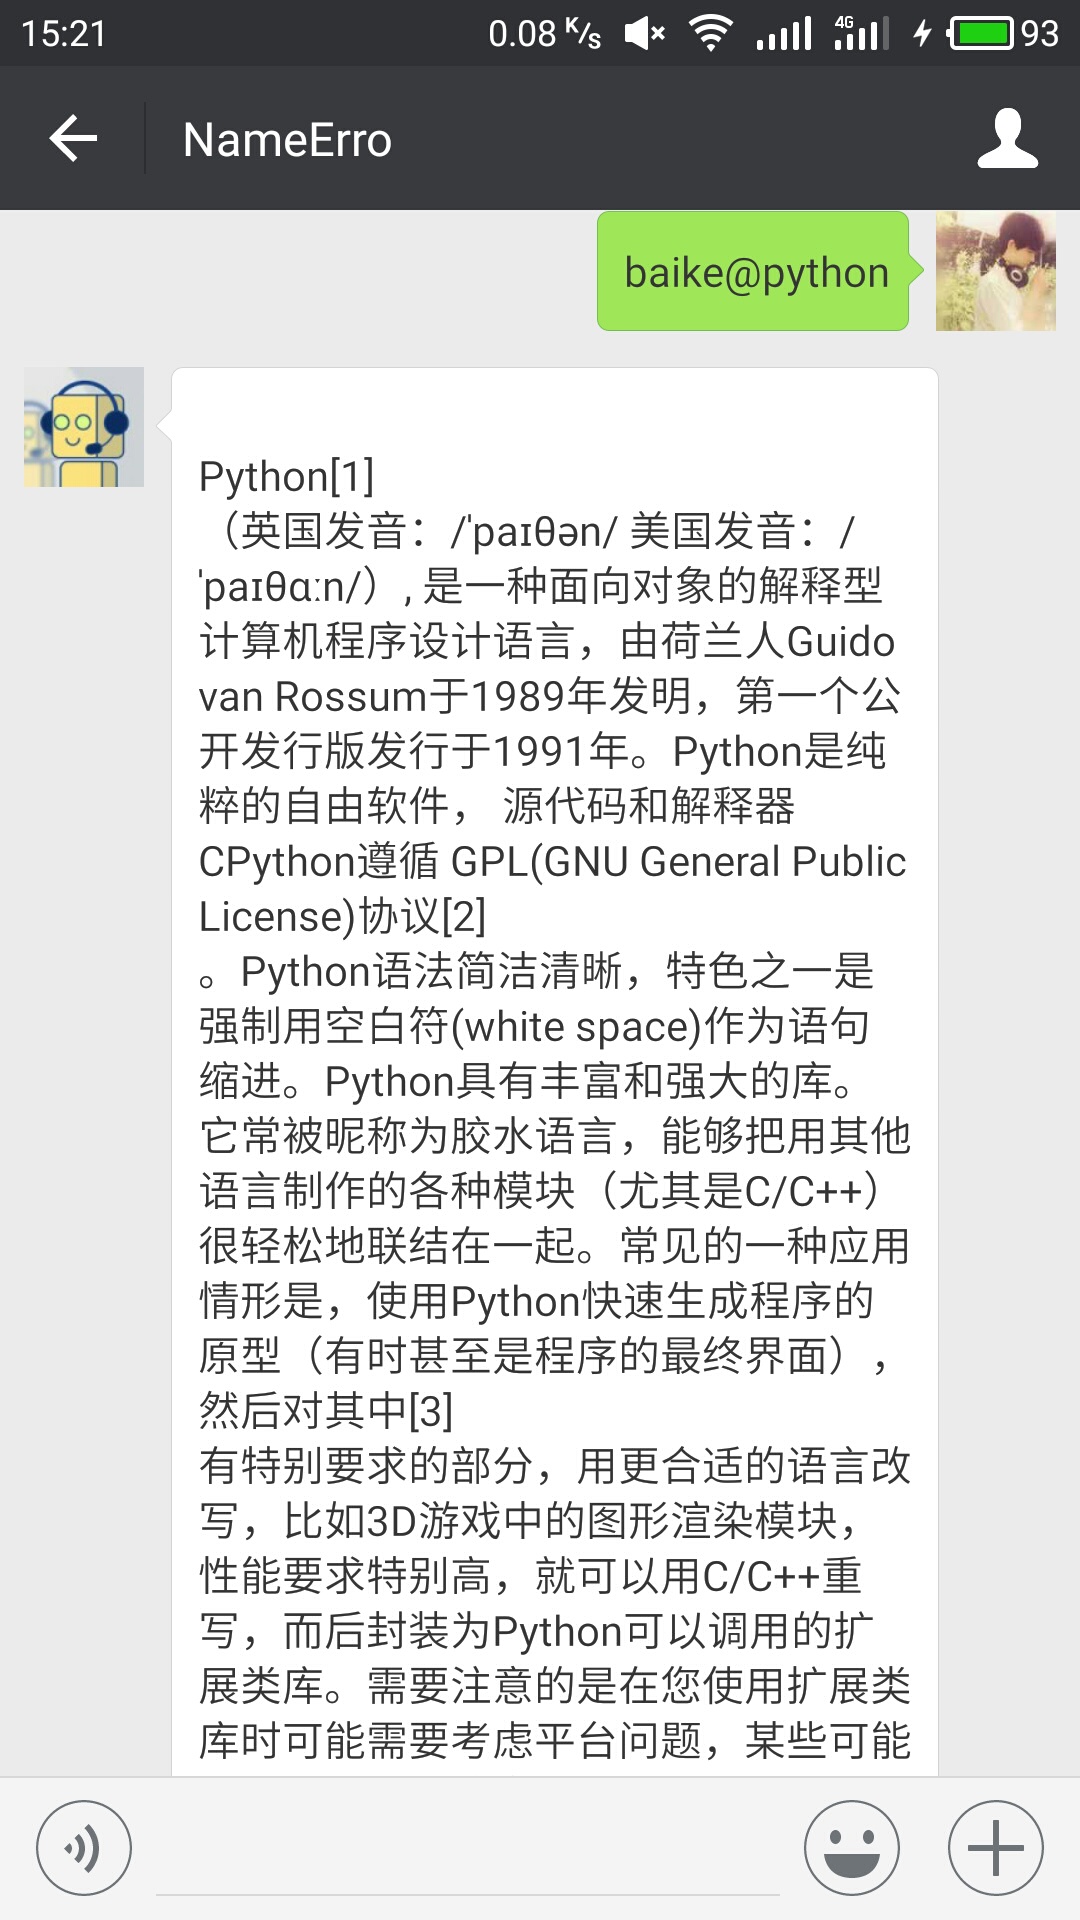 15:21
0.08 K/s
4G
93
NameErro
baike@python
Python[1]
（英国发音：/ˈpaɪθən/ 美国发音：/
ˈpaɪθɑːn/）, 是一种面向对象的解释型
计算机程序设计语言，由荷兰人Guido
van Rossum于1989年发明，第一个公
开发行版发行于1991年。Python是纯
粹的自由软件， 源代码和解释器
CPython遵循 GPL(GNU General Public
License)协议[2]
。Python语法简洁清晰，特色之一是
强制用空白符(white space)作为语句
缩进。Python具有丰富和强大的库。
它常被昵称为胶水语言，能够把用其他
语言制作的各种模块（尤其是C/C++）
很轻松地联结在一起。常见的一种应用
情形是，使用Python快速生成程序的
原型（有时甚至是程序的最终界面），
然后对其中[3]
有特别要求的部分，用更合适的语言改
写，比如3D游戏中的图形渲染模块，
性能要求特别高，就可以用C/C++重
写，而后封装为Python可以调用的扩
展类库。需要注意的是在您使用扩展类
库时可能需要考虑平台问题，某些可能